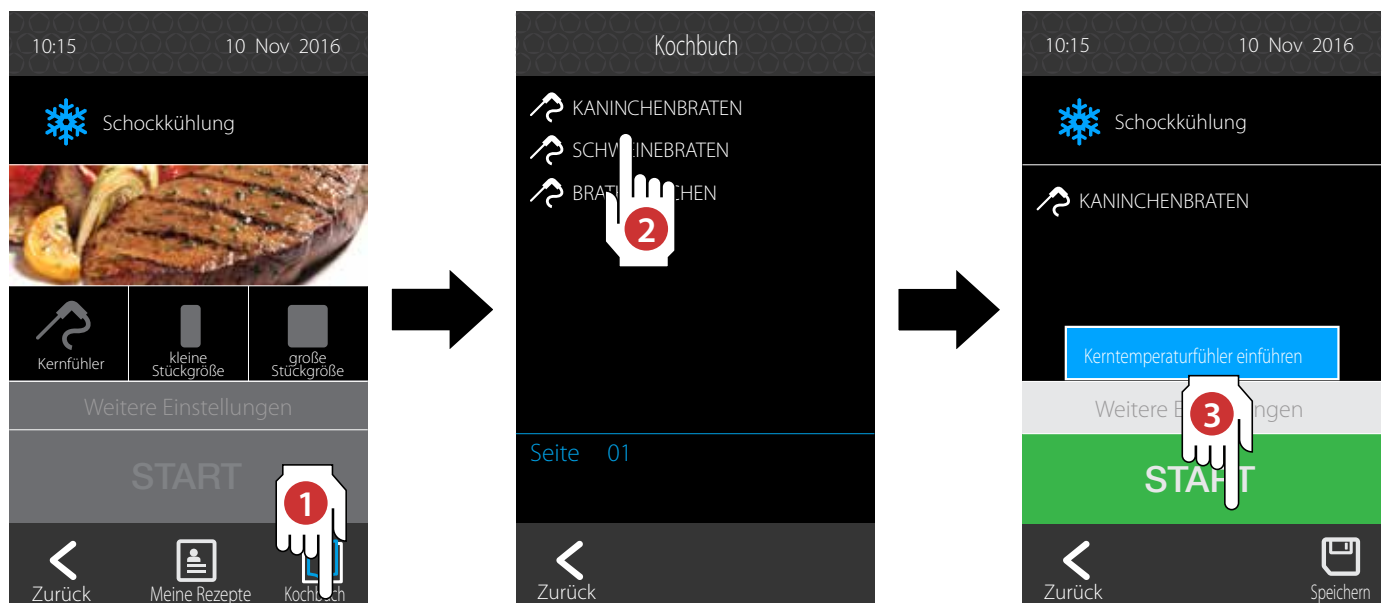 10:15 10 Nov 2016
Schockkühlung
Kernfühler
kleine
Stückgröße
große
Stückgröße
Weitere Einstellungen
START
1
Zurück
Meine Rezepte
Kochbuch
Kochbuch
KANINCHENBRATEN
SCHWEINEBRATEN
2
Seite 01
Zurück
10:15 10 Nov 2016
Schockkühlung
KANINCHENBRATEN
Kerntemperaturfühler einführen
Weitere Einstellungen
3
START
Zurück
Speichern